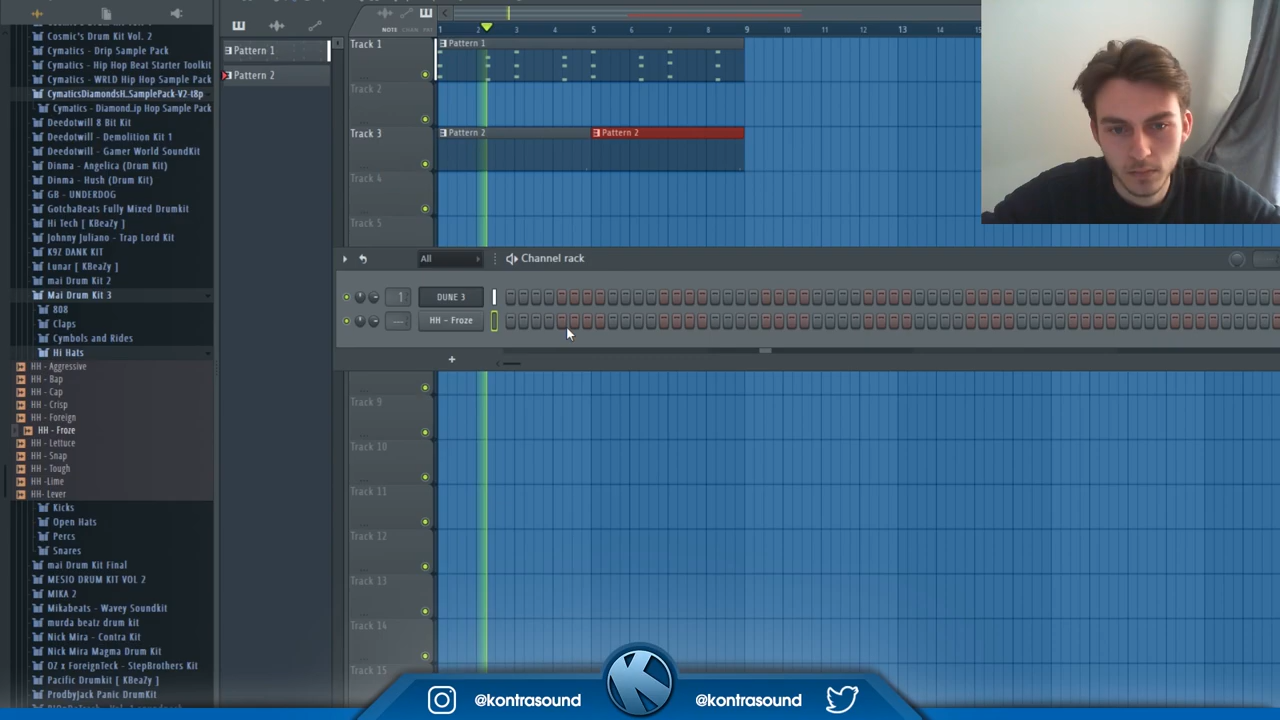 Cosmic's Drum Kit Vol. 2
Cymatics - Drip Sample Pack
Cymatics - Hip Hop Beat Starter Toolkit
Cymatics - WRLD Hip Hop Sample Pack
CymaticsDiamondsH..SamplePack-V2-t8p
Cymatics - Diamond..ip Hop Sample Pack
Deedotwill 8 Bit Kit
Deedotwill - Demolition Kit 1
Deedotwill - Gamer World SoundKit
Dinma - Angelica (Drum Kit)
Dinma - Hush (Drum Kit)
GB - UNDERDOG
GotchaBeats Fully Mixed Drumkit
Hi Tech [ KBeaZy ]
Johnny Juliano - Trap Lord Kit
K9Z DANK KIT
Lunar [ KBeaZy ]
mai Drum Kit 2
Mai Drum Kit 3
808
Claps
Cymbols and Rides
Hi Hats
HH - Aggressive
HH - Bap
HH - Cap
HH - Crisp
HH - Foreign
HH - Froze
HH - Lettuce
HH - Snap
HH - Tough
HH -Lime
HH- Lever
Kicks
Open Hats
Percs
Snares
mai Drum Kit Final
MESIO DRUM KIT VOL 2
MIKA 2
Mikabeats - Wavey Soundkit
murda beatz drum kit
Nick Mira - Contra Kit
Nick Mira Magma Drum Kit
OZ x ForeignTeck - StepBrothers Kit
Pacific Drumkit [ KBeaZy ]
Prodbyjack Panic DrumKit
Pattern 1
Pattern 2
NOTE CHAN PAT
1 2 3 4 5 6 7 8 9 10 11 12 13 14 15
Track 1
Pattern 1
Track 2
Track 3
Pattern 2
Pattern 2
Track 4
Track 5
All
Channel rack
1
DUNE 3
---
HH - Froze
+
Track 9
Track 10
Track 11
Track 12
Track 13
Track 14
Track 15
K
@kontrasound
@kontrasound